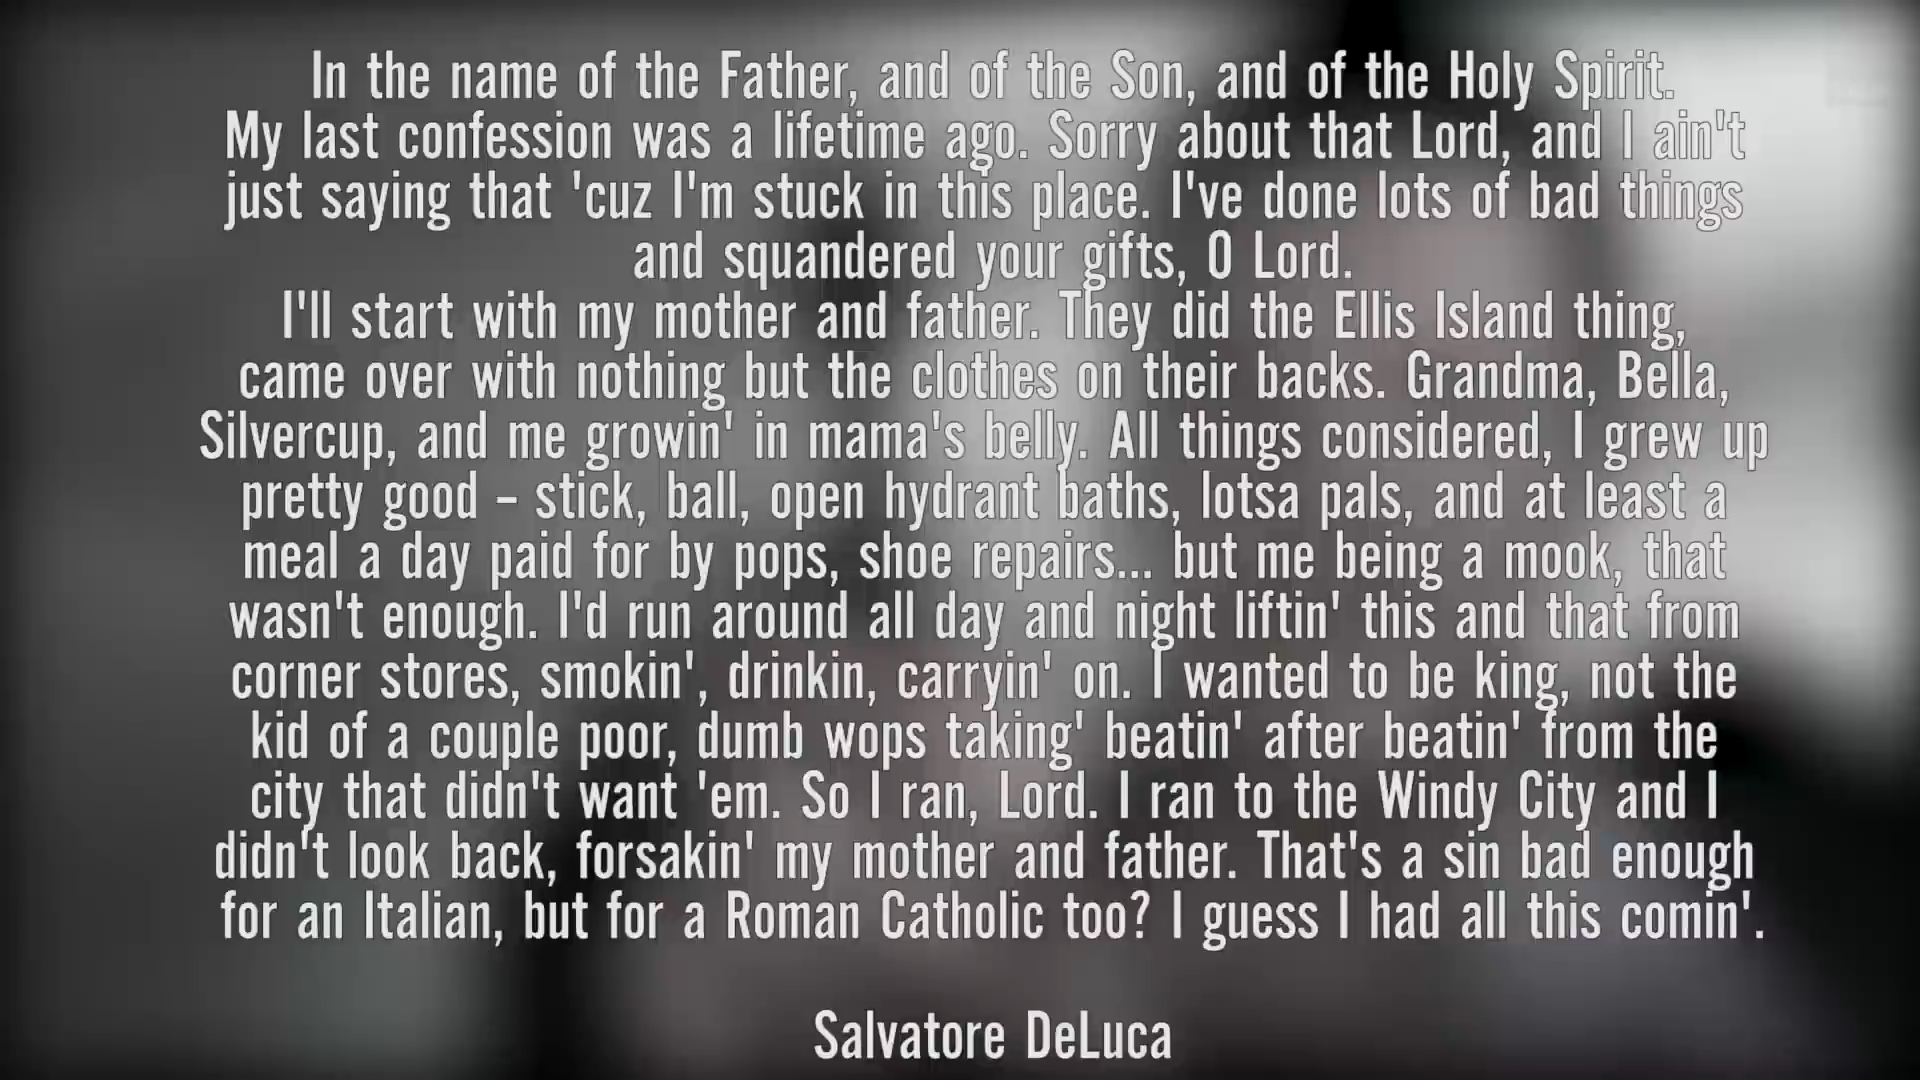 In the name of the Father, and of the Son, and of the Holy Spirit.
My last confession was a lifetime ago. Sorry about that Lord, and I ain't
just saying that 'cuz I'm stuck in this place. I've done lots of bad things
and squandered your gifts, O Lord.
I'll start with my mother and father. They did the Ellis Island thing,
came over with nothing but the clothes on their backs. Grandma, Bella,
Silvercup, and me growin' in mama's belly. All things considered, I grew up
pretty good – stick, ball, open hydrant baths, lotsa pals, and at least a
meal a day paid for by pops, shoe repairs... but me being a mook, that
wasn't enough. I'd run around all day and night liftin' this and that from
corner stores, smokin', drinkin, carryin' on. I wanted to be king, not the
kid of a couple poor, dumb wops taking' beatin' after beatin' from the
city that didn't want 'em. So I ran, Lord. I ran to the Windy City and I
didn't look back, forsakin' my mother and father. That's a sin bad enough
for an Italian, but for a Roman Catholic too? I guess I had all this comin'.
Salvatore DeLuca